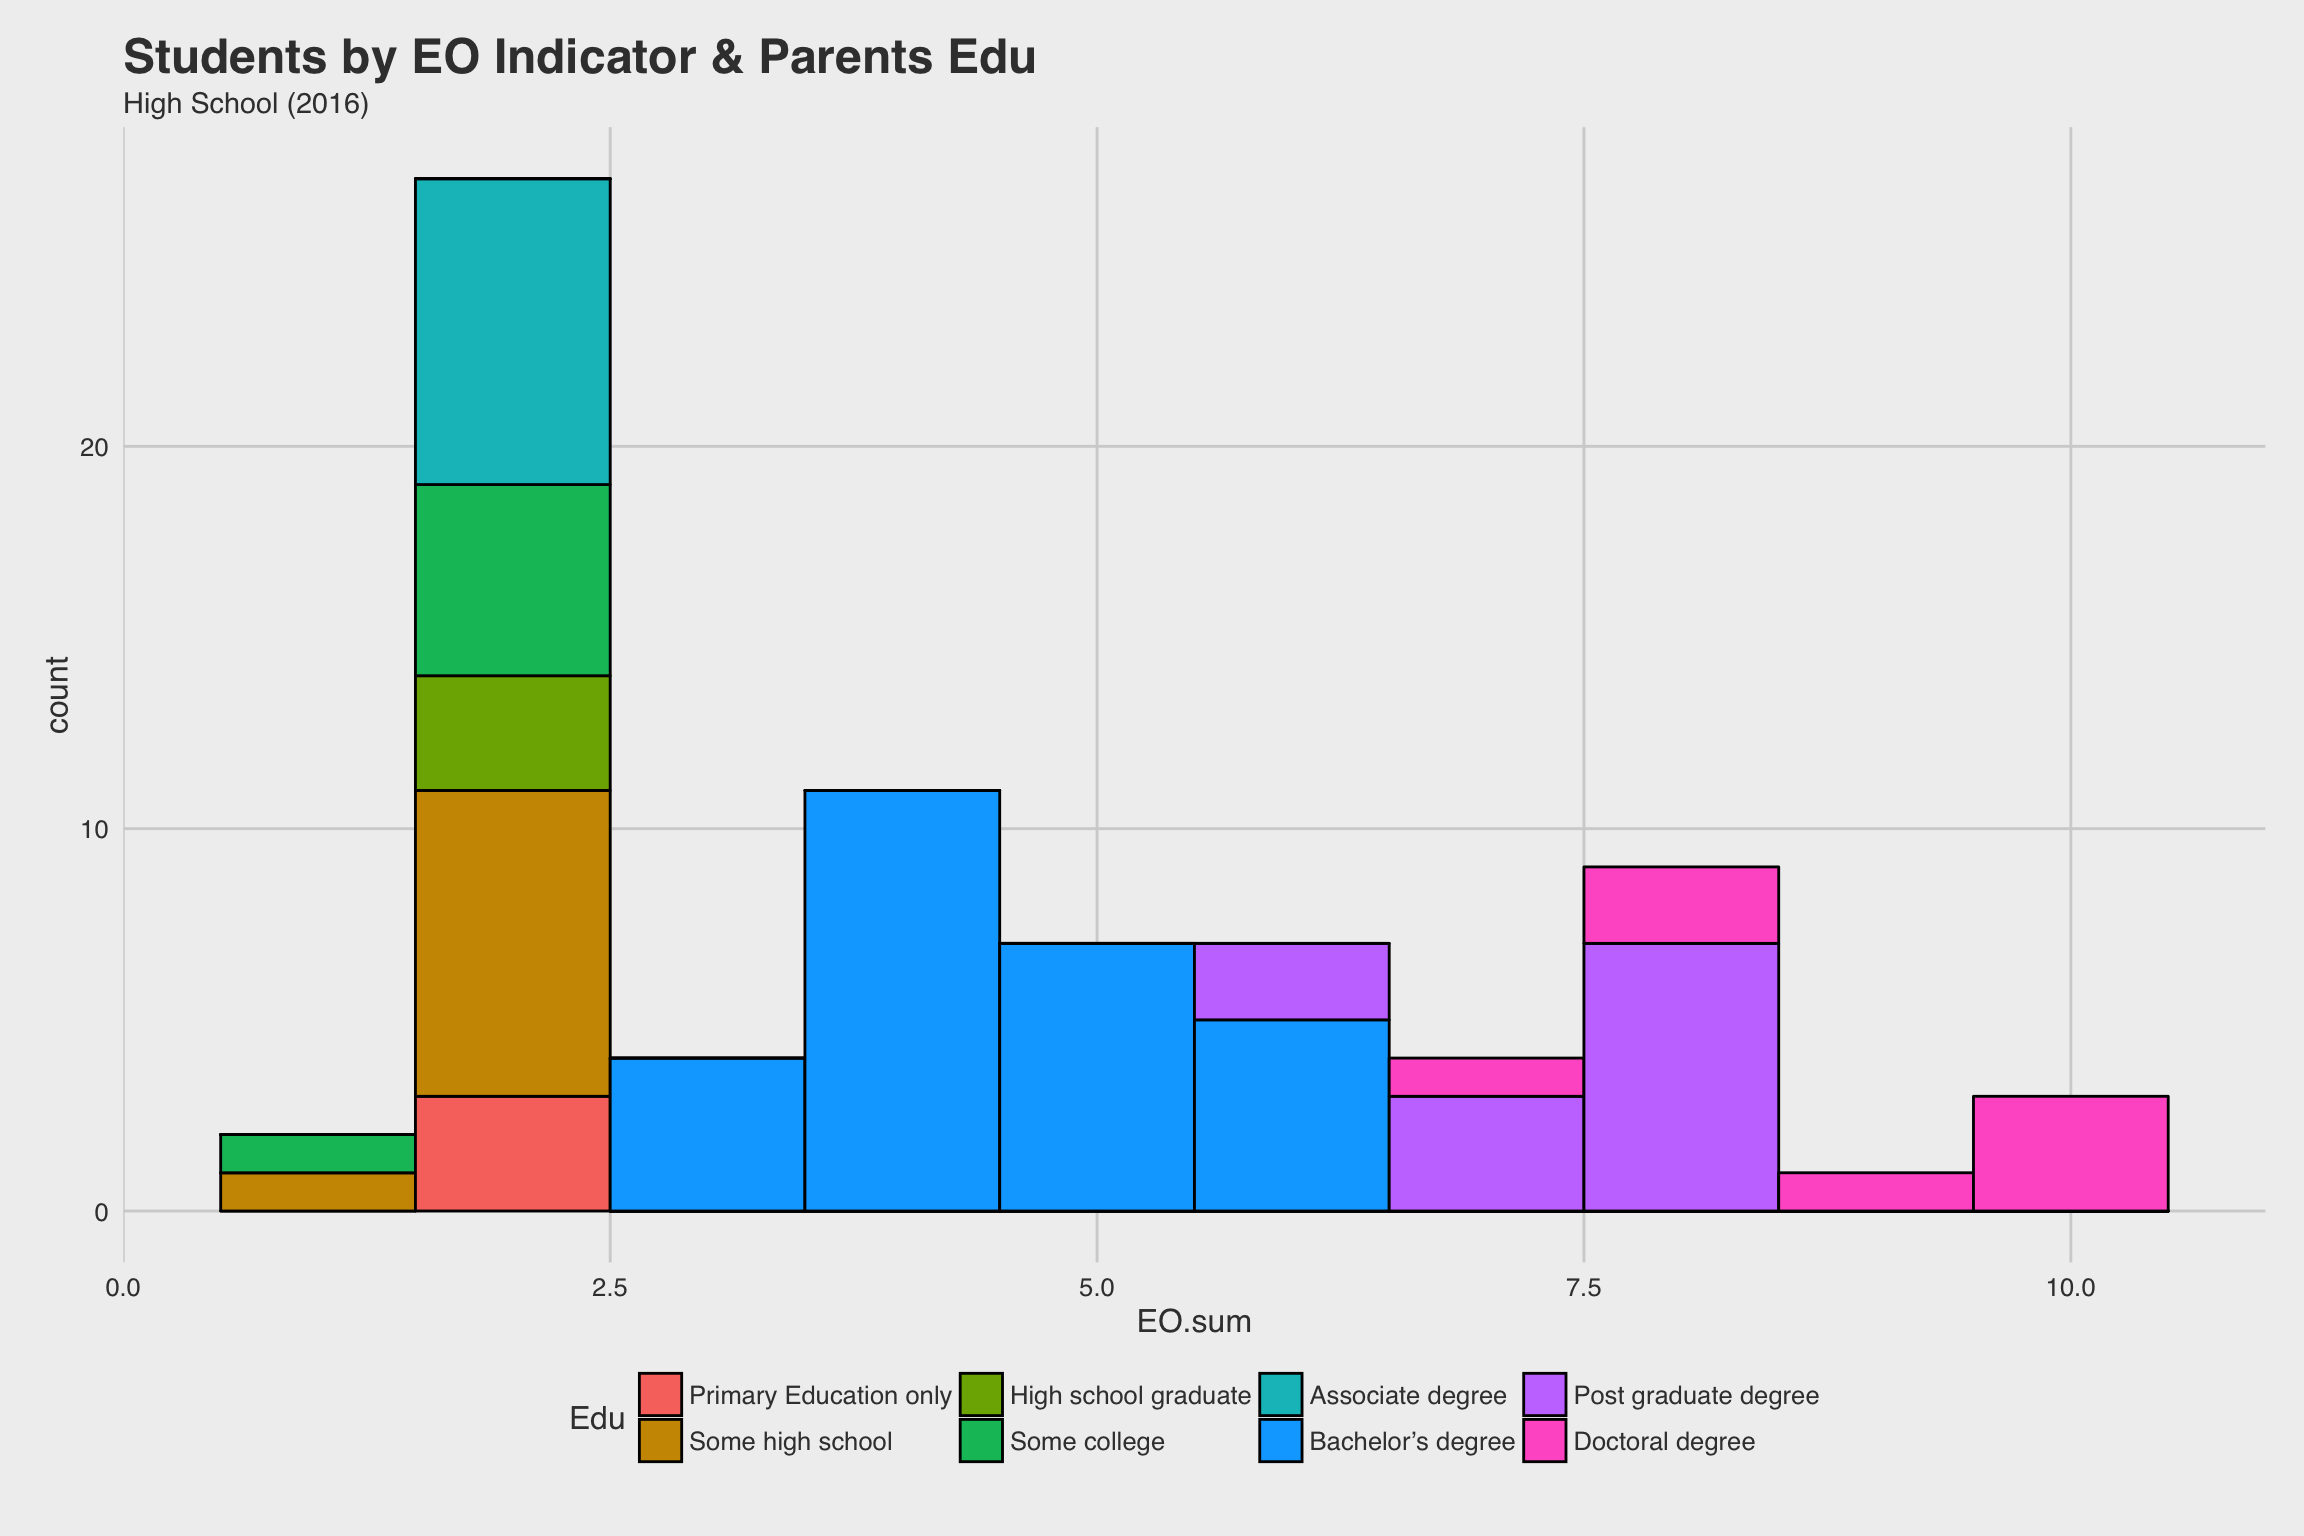 Students by EO Indicator & Parents Edu
High School (2016)
count
20
10
0
0.0 2.5 5.0 7.5 10.0
EO.sum
Edu
Primary Education only High school graduate Associate degree Post graduate degree
Some high school Some college Bachelor’s degree Doctoral degree